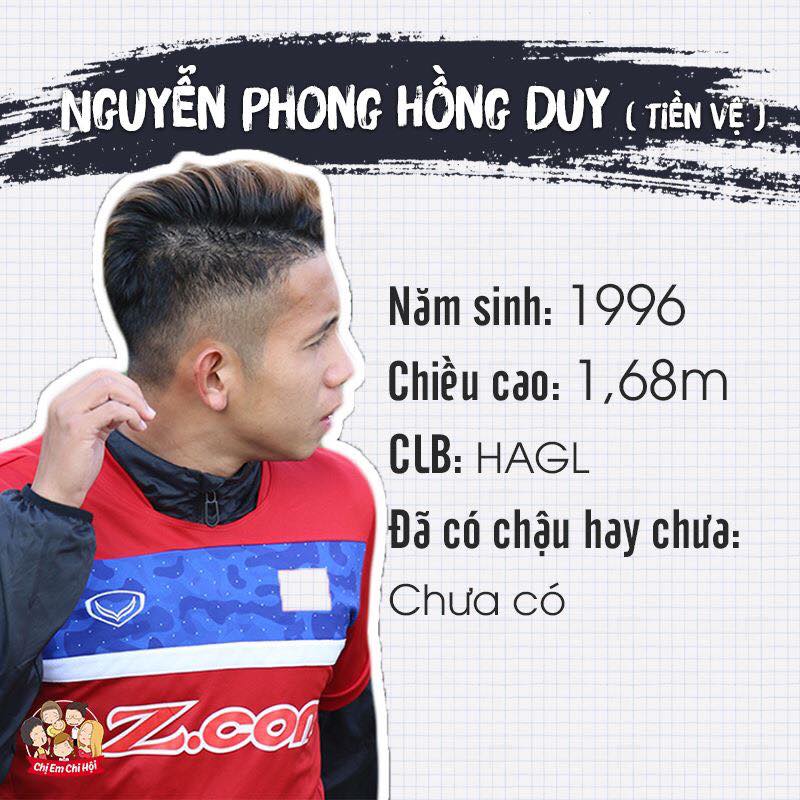 NGUYỄN PHONG HỒNG DUY ( TIỀN VỆ )
Năm sinh: 1996
Chiều cao: 1,68m
CLB: HAGL
Đã có chậu hay chưa:
Chưa có
Z.com
Chị Em Chi Hội